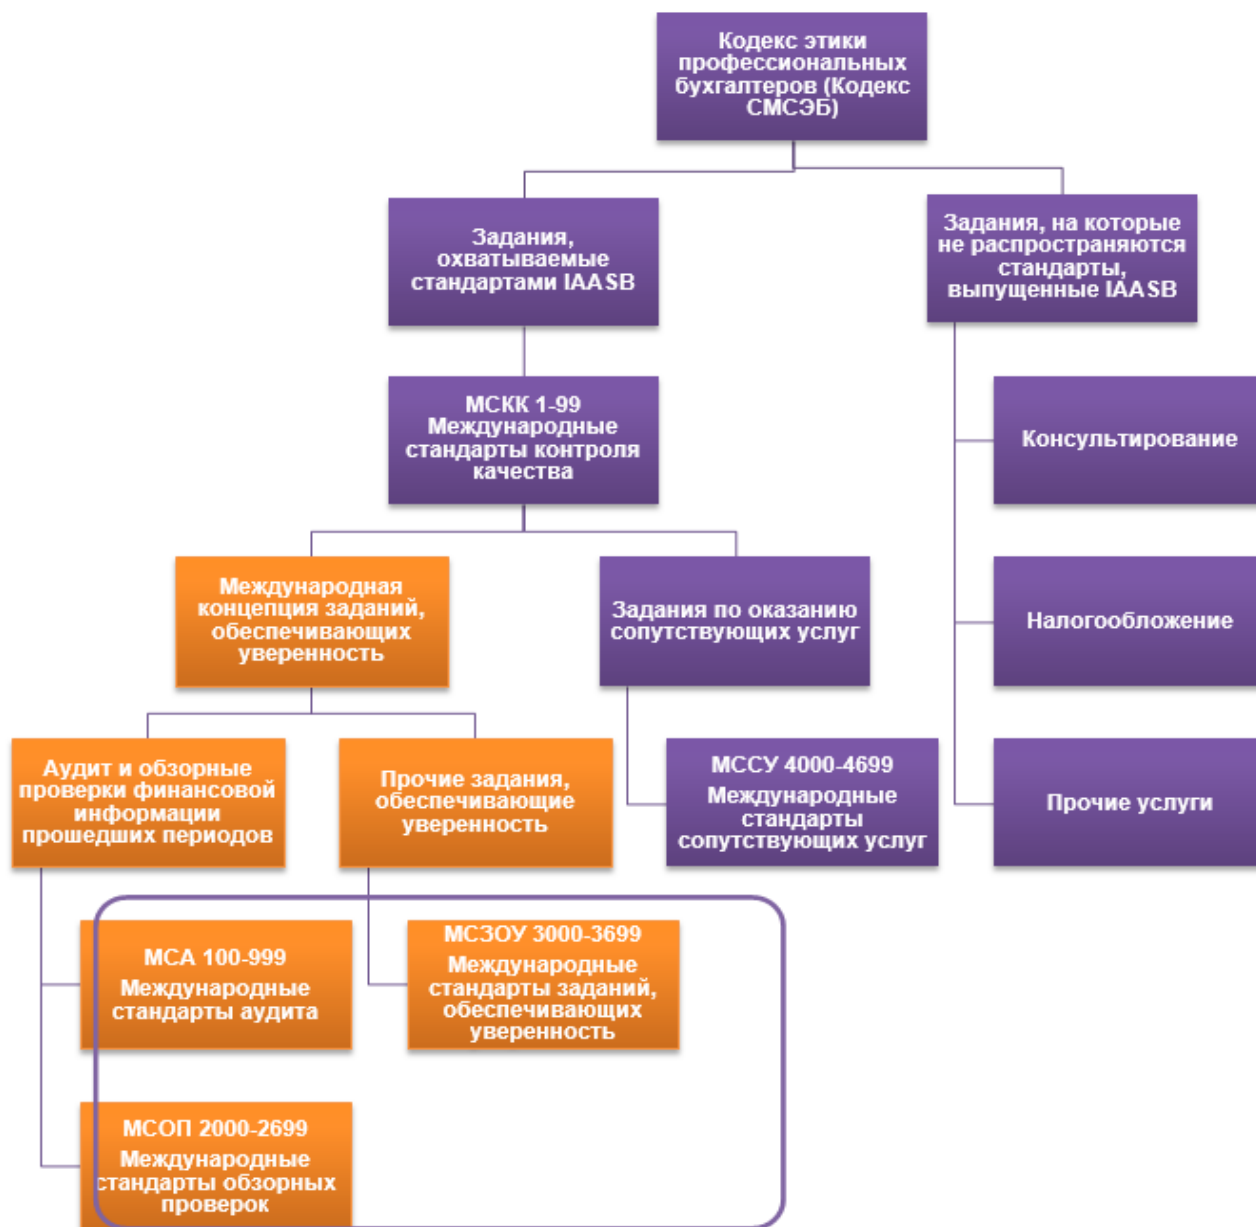 Кодекс этики
профессиональных
бухгалтеров (Кодекс
СМСЭБ)
Задания,
охватываемые
стандартами IAASB
Задания, на которые
не распространяются
стандарты,
выпущенные IAASB
МСКК 1-99
Международные
стандарты контроля
качества
Консультирование
Международная
концепция заданий,
обеспечивающих
уверенность
Задания по оказанию
сопутствующих услуг
Налогообложение
Аудит и обзорные
проверки финансовой
информации
прошедших периодов
Прочие задания,
обеспечивающие
уверенность
МССУ 4000-4699
Международные
стандарты
сопутствующих услуг
Прочие услуги
МСА 100-999
Международные
стандарты аудита
МСЗОУ 3000-3699
Международные
стандарты заданий,
обеспечивающих
уверенность
МСОП 2000-2699
Международные
стандарты обзорных
проверок